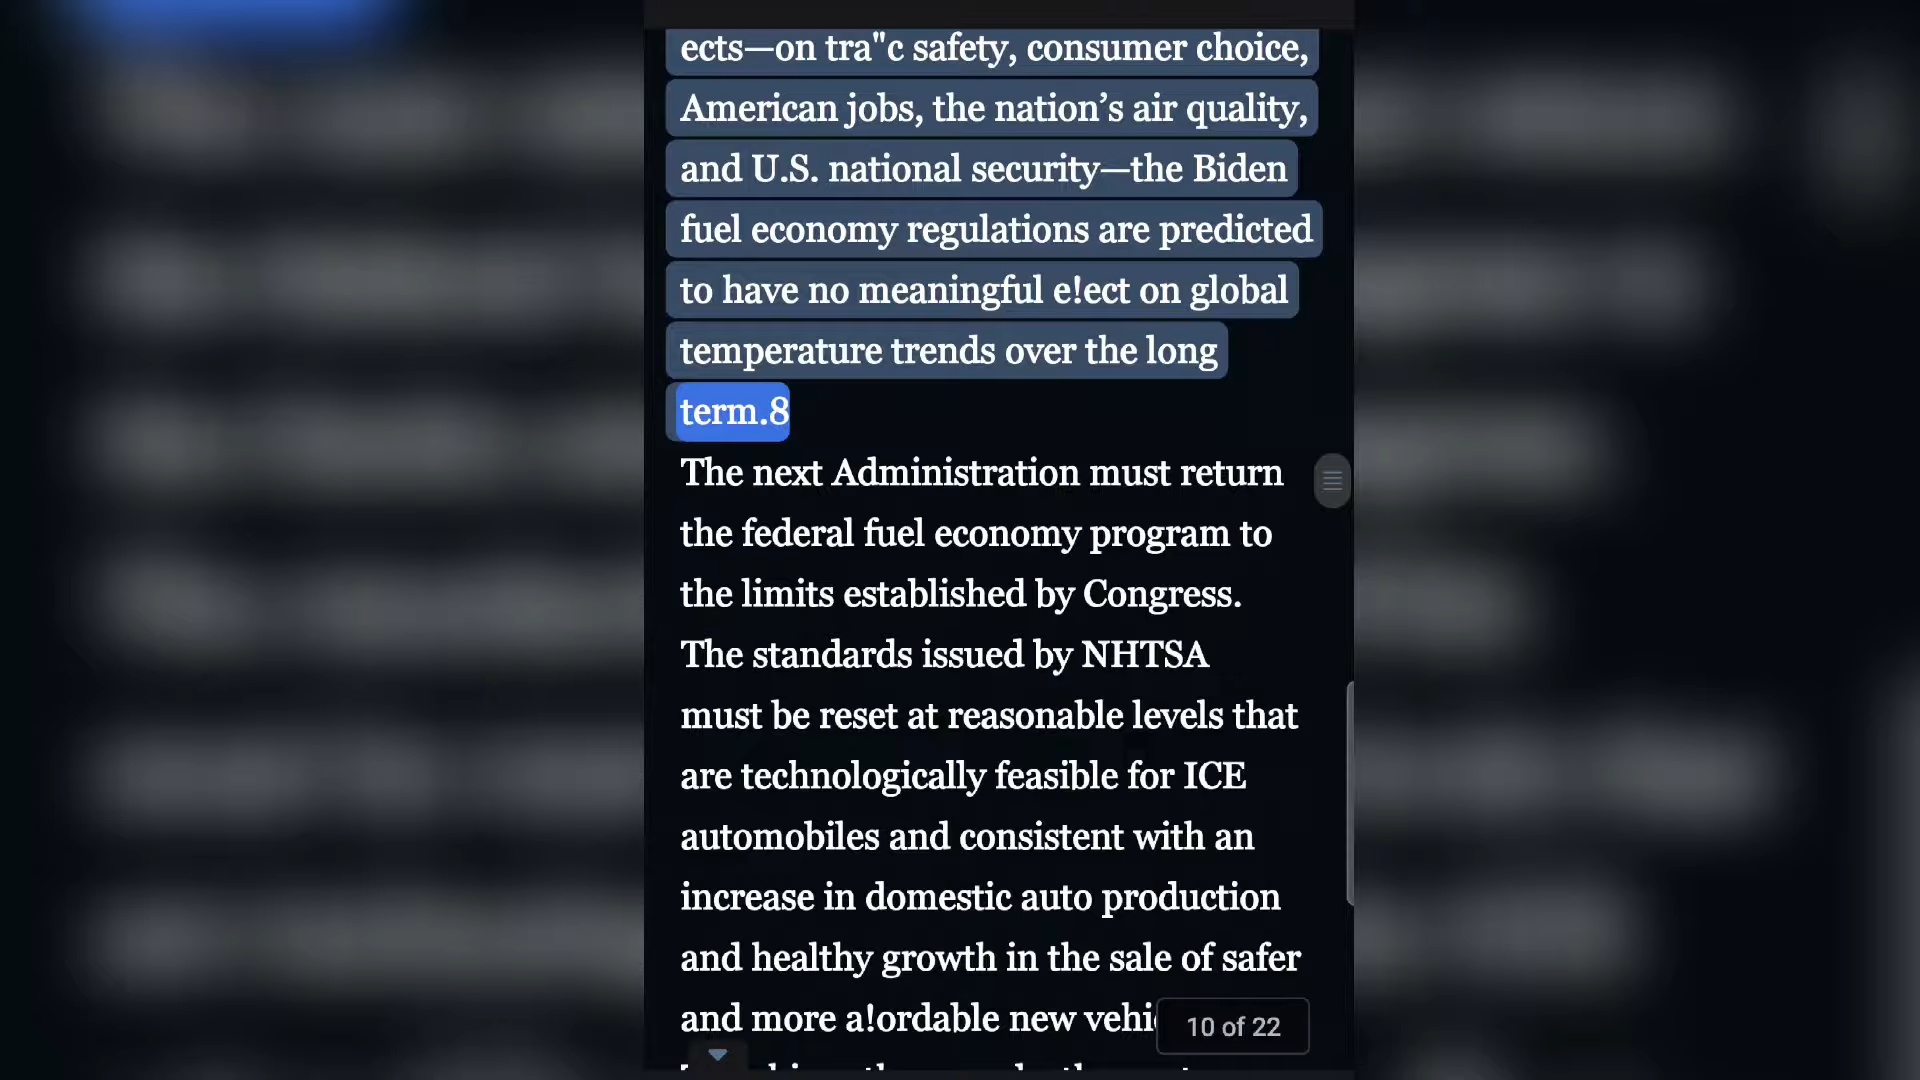 ects—on tra"c safety, consumer choice,
American jobs, the nation’s air quality,
and U.S. national security—the Biden
fuel economy regulations are predicted
to have no meaningful e!ect on global
temperature trends over the long
term.8
The next Administration must return
the federal fuel economy program to
the limits established by Congress.
The standards issued by NHTSA
must be reset at reasonable levels that
are technologically feasible for ICE
automobiles and consistent with an
increase in domestic auto production
and healthy growth in the sale of safer
and more a!ordable new
10 of 22